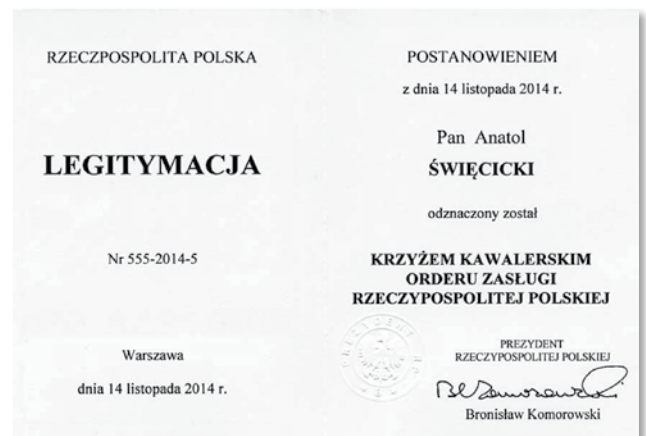 RZECZPOSPOLITA POLSKA
LEGITYMACJA
Nr 555-2014-5
Warszawa
dnia 14 listopada 2014 r.
POSTANOWIENIEM
z dnia 14 listopada 2014 r.
Pan Anatol
ŚWIĘCICKI
odznaczony został
KRZYŻEM KAWALERSKIM
ORDERU ZASŁUGI
RZECZYPOSPOLITEJ POLSKIEJ
PREZYDENT
RZECZYPOSPOLITEJ POLSKIEJ
Bronisław Komorowski